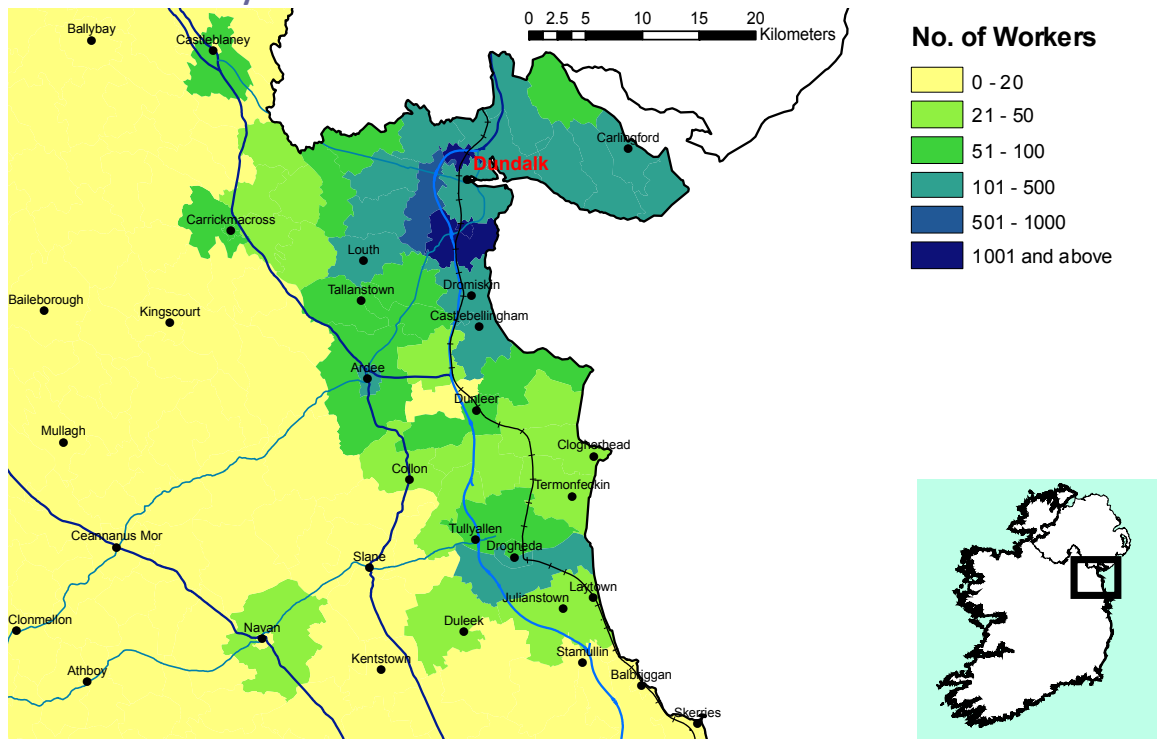 0 2.5 5 10 15 20
Kilometers
No. of Workers
0 - 20
21 - 50
51 - 100
101 - 500
501 - 1000
1001 and above
Ballybay
Castleblaney
Carlingford
Dundalk
Carrickmacross
Louth
Tallanstown
Dromiskin
Baileborough
Kingscourt
Castlebellingham
Ardee
Dunleer
Mullagh
Clogherhead
Collon
Termonfeckin
Tullyallen
Ceannanus Mor
Drogheda
Slane
Laytown
Julianstown
Clonmellon
Navan
Duleek
Kentstown
Stamullin
Athboy
Balbriggan
Skerries